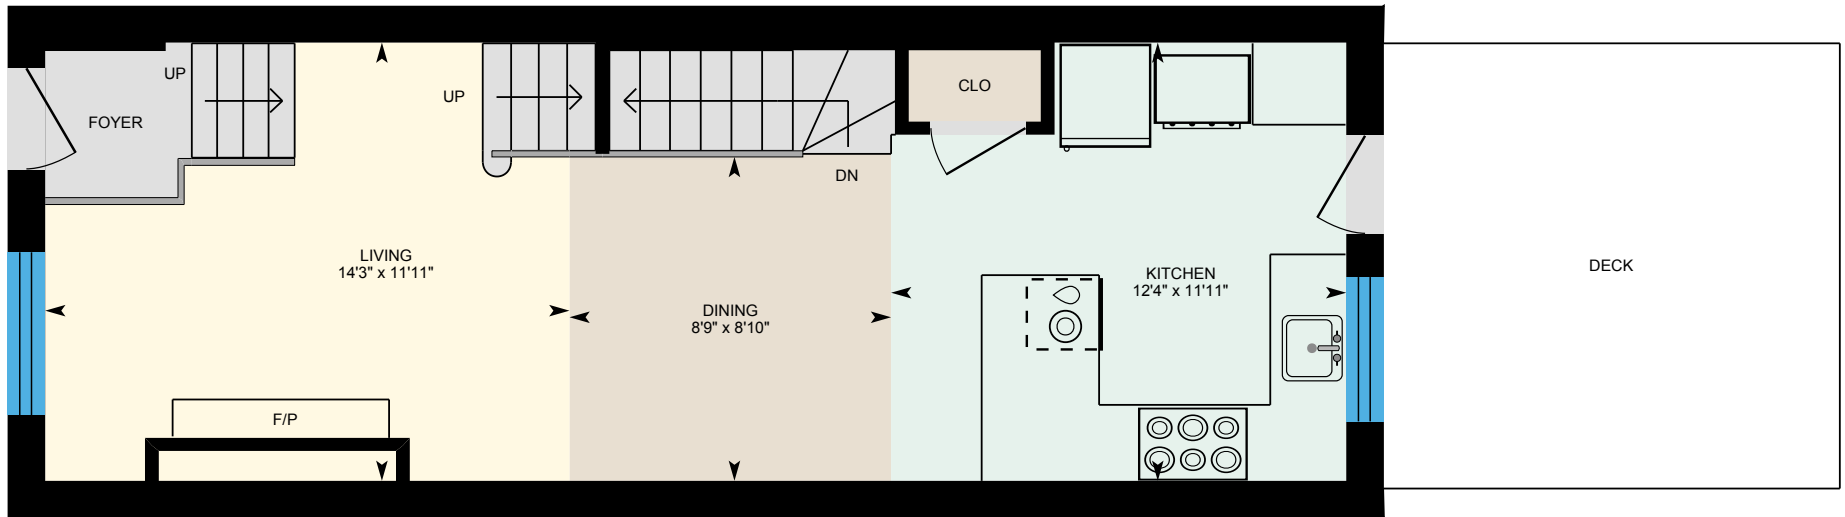 UP
FOYER
UP
CLO
DN
LIVING
14'3" x 11'11"
DINING
8'9" x 8'10"
KITCHEN
12'4" x 11'11"
DECK
F/P